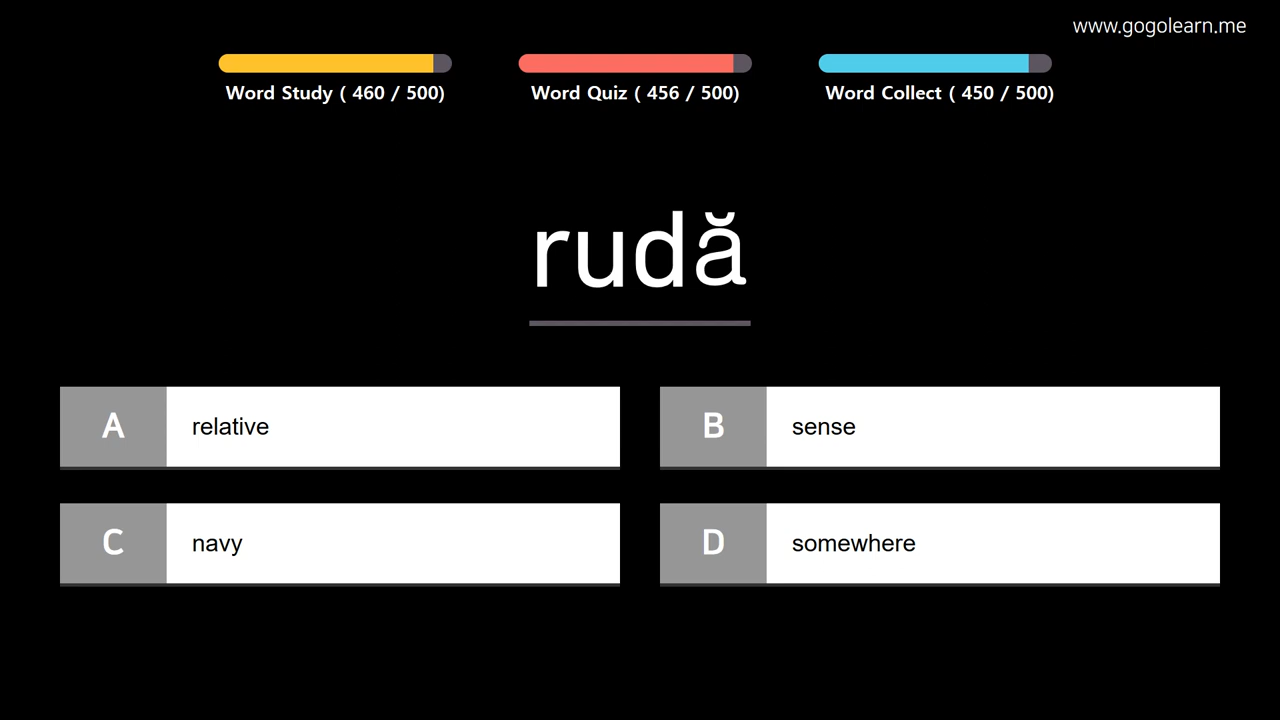 www.gogolearn.me
Word Study ( 460 / 500)
Word Quiz ( 456 / 500)
Word Collect ( 450 / 500)
rudă
A relative
B sense
C navy
D somewhere